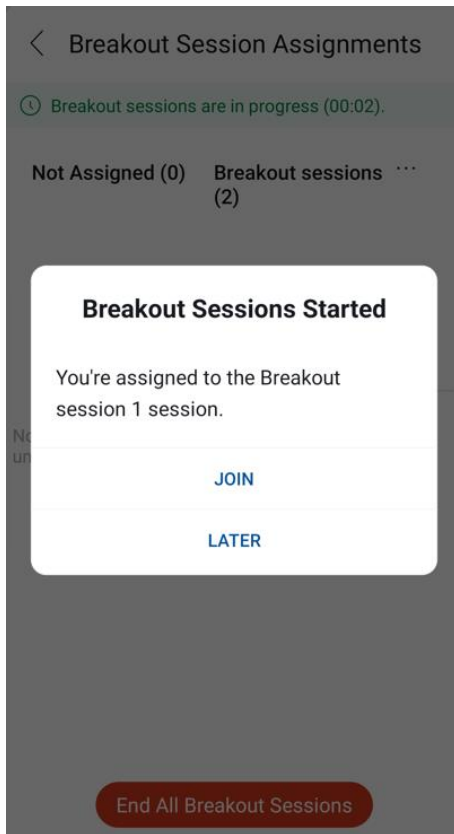 Breakout Session Assignments
Breakout sessions are in progress (00:02).
Not Assigned (0)
Breakout sessions ...
(2)
Breakout Sessions Started
You're assigned to the Breakout
session 1 session.
JOIN
LATER
End All Breakout Sessions